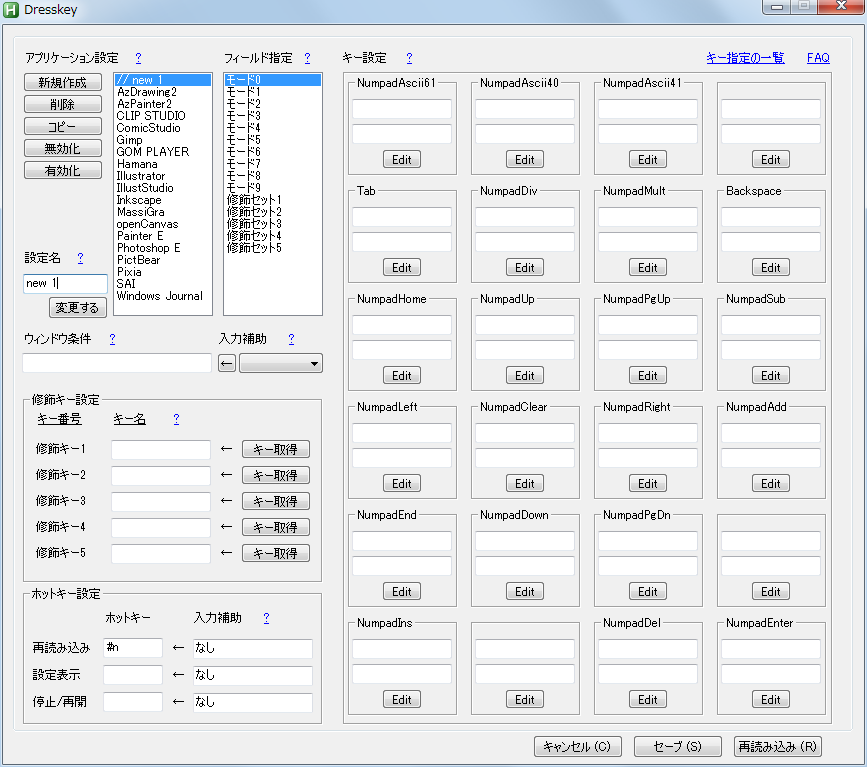 Dresskey
アプリケーション設定 ?
新規作成
削除
コピー
無効化
有効化
// new 1
AzDrawing2
AzPainter2
CLIP STUDIO
ComicStudio
Gimp
GOM PLAYER
Hamana
Illustrator
IllustStudio
Inkscape
MassiGra
openCanvas
Painter E
Photoshop E
PictBear
Pixia
SAI
Windows Journal
設定名 ?
new 1
変更する
フィールド指定 ?
モード0
モード1
モード2
モード3
モード4
モード5
モード6
モード7
モード8
モード9
修飾セット1
修飾セット2
修飾セット3
修飾セット4
修飾セット5
ウィンドウ条件 ?
入力補助 ?
←
修飾キー設定
キー番号 キー名 ?
修飾キー1 ← キー取得
修飾キー2 ← キー取得
修飾キー3 ← キー取得
修飾キー4 ← キー取得
修飾キー5 ← キー取得
ホットキー設定
ホットキー 入力補助 ?
再読み込み #n ← なし
設定表示 ← なし
停止/再開 ← なし
キー設定 ? キー指定の一覧 FAQ
NumpadAscii61 NumpadAscii40 NumpadAscii41
Edit Edit Edit Edit
Tab NumpadDiv NumpadMult Backspace
Edit Edit Edit Edit
NumpadHome NumpadUp NumpadPgUp NumpadSub
Edit Edit Edit Edit
NumpadLeft NumpadClear NumpadRight NumpadAdd
Edit Edit Edit Edit
NumpadEnd NumpadDown NumpadPgDn
Edit Edit Edit Edit
NumpadIns NumpadDel NumpadEnter
Edit Edit Edit Edit
キャンセル (C) セーブ (S) 再読み込み (R)